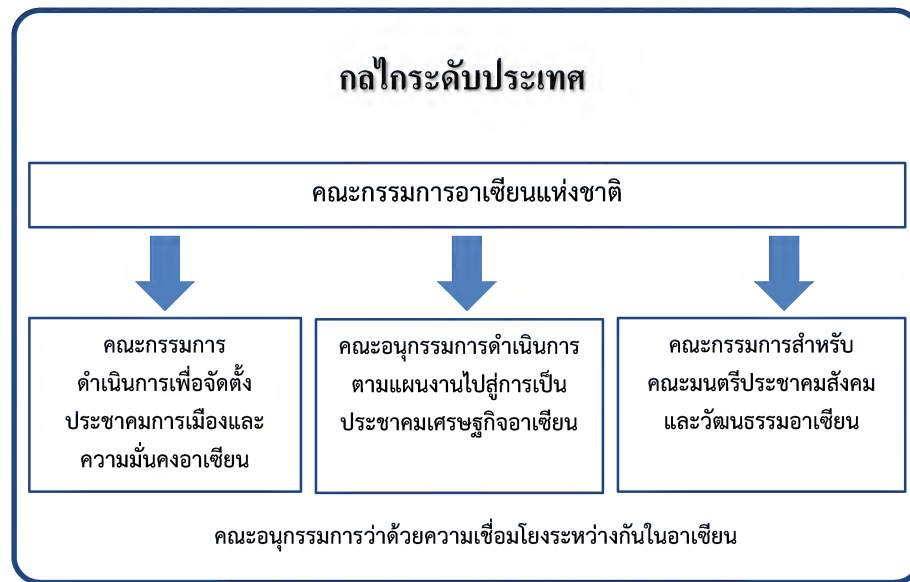 กลไกระดับประเทศ
คณะกรรมการอาเซียนแห่งชาติ
คณะกรรมการ
ดำเนินการเพื่อจัดตั้ง
ประชาคมการเมืองและ
ความมั่นคงอาเซียน
คณะอนุกรรมการดำเนินการ
ตามแผนงานไปสู่การเป็น
ประชาคมเศรษฐกิจอาเซียน
คณะกรรมการสำหรับ
คณะมนตรีประชาคมสังคม
และวัฒนธรรมอาเซียน
คณะอนุกรรมการว่าด้วยความเชื่อมโยงระหว่างกันในอาเซียน